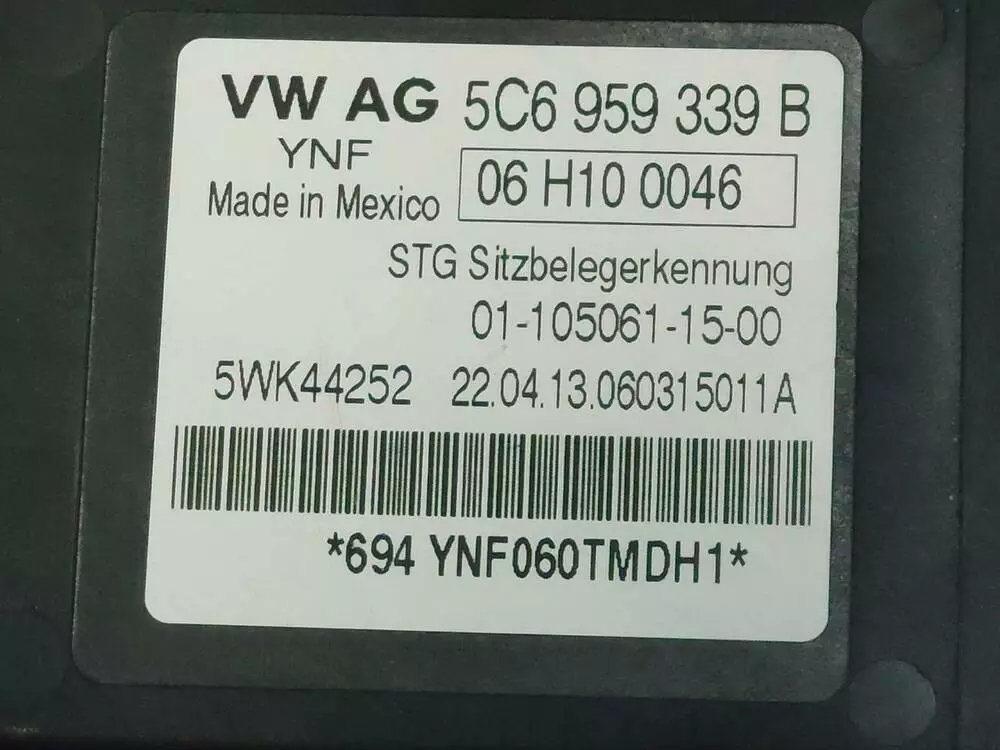 VW AG 5C6 959 339 B
YNF
Made in Mexico 06 H10 0046
STG Sitzbelegerkennung
01-105061-15-00
5WK44252 22.04.13.060315011A
*694 YNF060TMDH1*